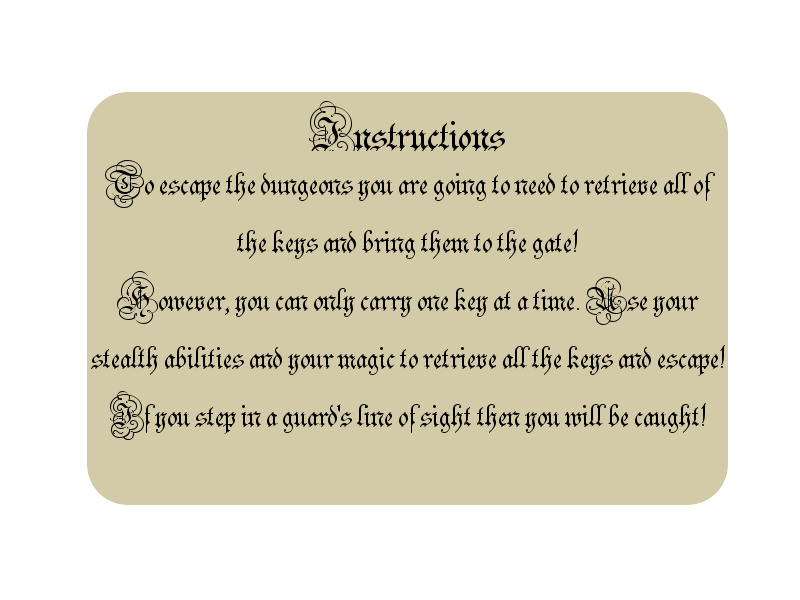 Instructions
To escape the dungeons you are going to need to retrieve all of
the keys and bring them to the gate!
However, you can only carry one key at a time. Use your
stealth abilities and your magic to retrieve all the keys and escape!
If you step in a guard's line of sight then you will be caught!